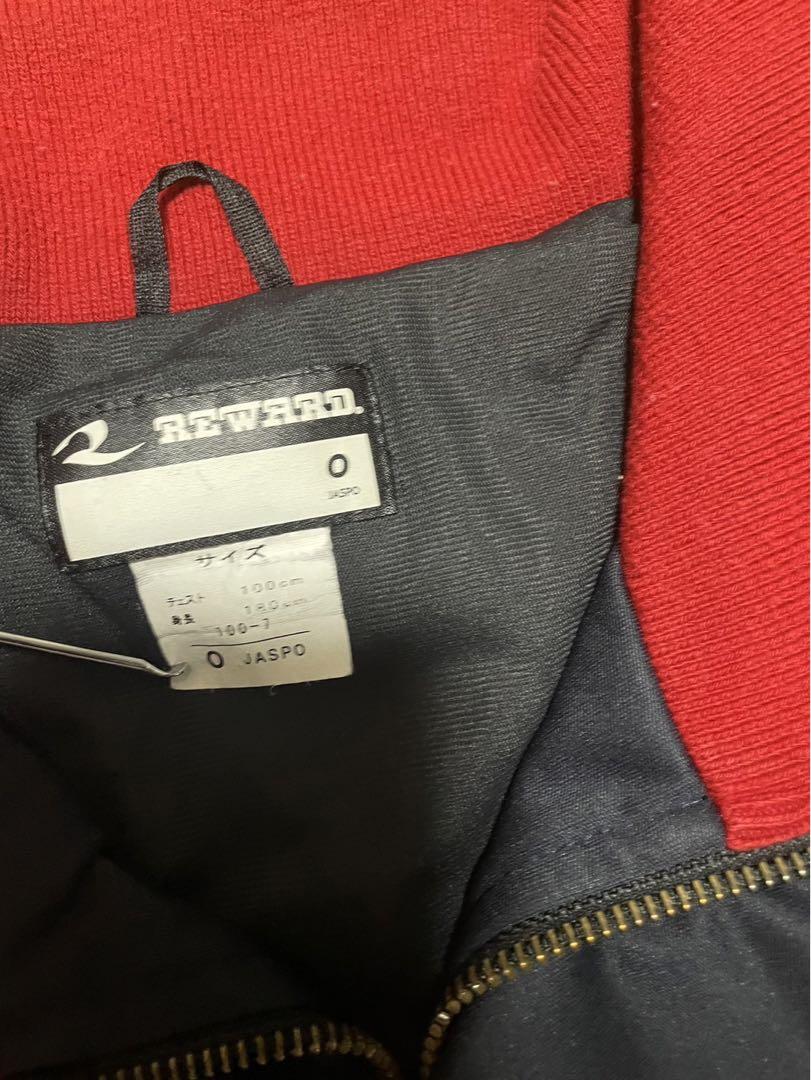 REWARD.
O
JASPO
サイズ
チェスト 100cm
身長 180cm
100-7
O JASPO